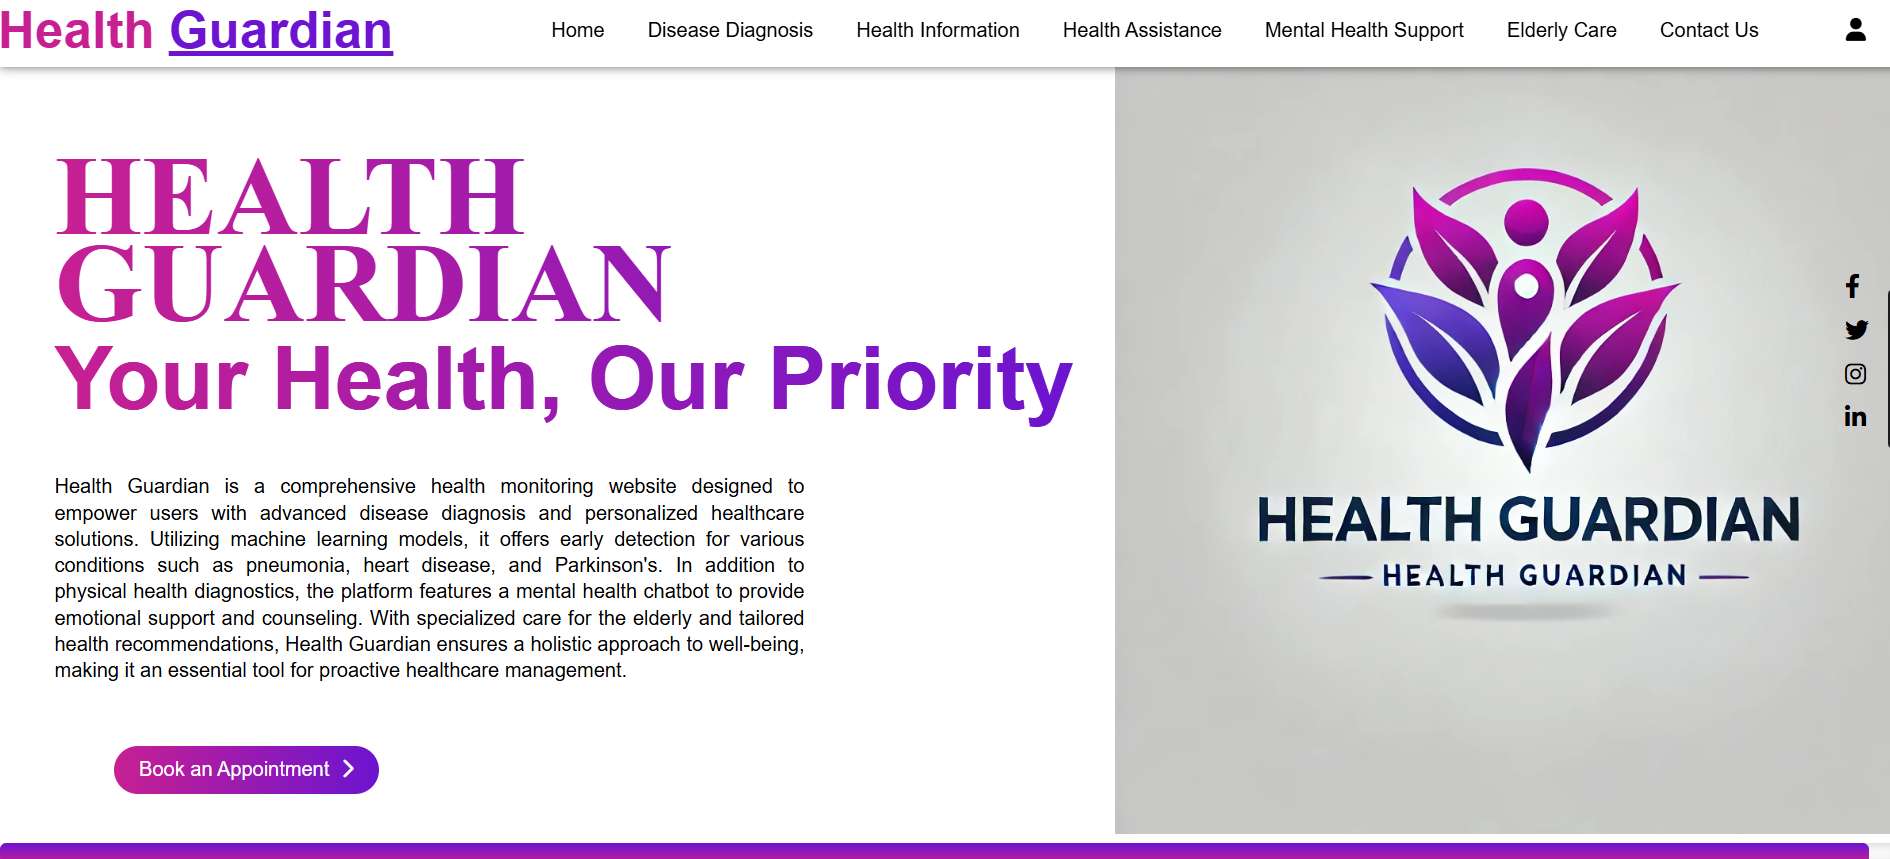 Health Guardian
Home
Disease Diagnosis
Health Information
Health Assistance
Mental Health Support
Elderly Care
Contact Us
HEALTH
GUARDIAN
Your Health, Our Priority
Health Guardian is a comprehensive health monitoring website designed to
empower users with advanced disease diagnosis and personalized healthcare
solutions. Utilizing machine learning models, it offers early detection for various
conditions such as pneumonia, heart disease, and Parkinson's. In addition to
physical health diagnostics, the platform features a mental health chatbot to provide
emotional support and counseling. With specialized care for the elderly and tailored
health recommendations, Health Guardian ensures a holistic approach to well-being,
making it an essential tool for proactive healthcare management.
Book an Appointment
HEALTH GUARDIAN
HEALTH GUARDIAN